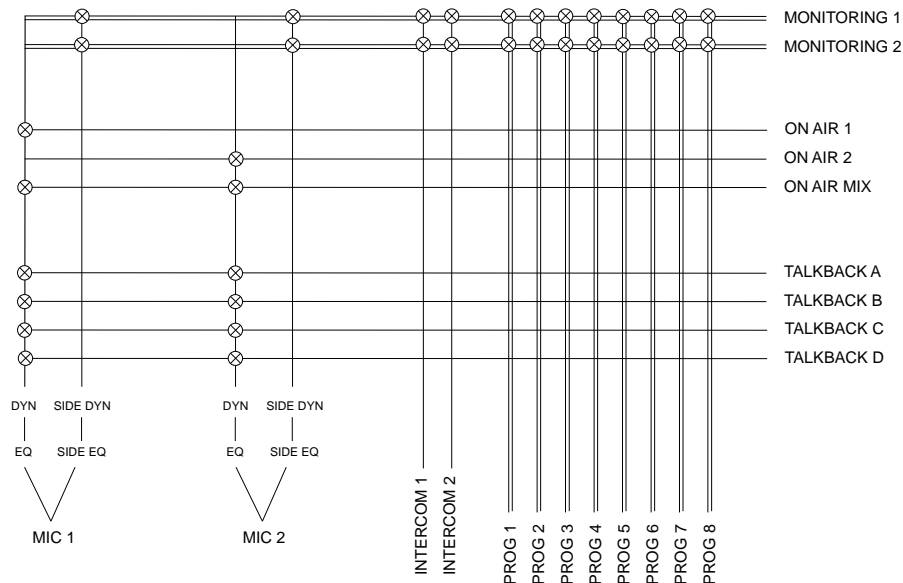 MONITORING 1
MONITORING 2
ON AIR 1
ON AIR 2
ON AIR MIX
TALKBACK A
TALKBACK B
TALKBACK C
TALKBACK D
DYN SIDE DYN DYN SIDE DYN
EQ SIDE EQ EQ SIDE EQ
MIC 1 MIC 2
INTERCOM 1
INTERCOM 2
PROG 1
PROG 2
PROG 3
PROG 4
PROG 5
PROG 6
PROG 7
PROG 8